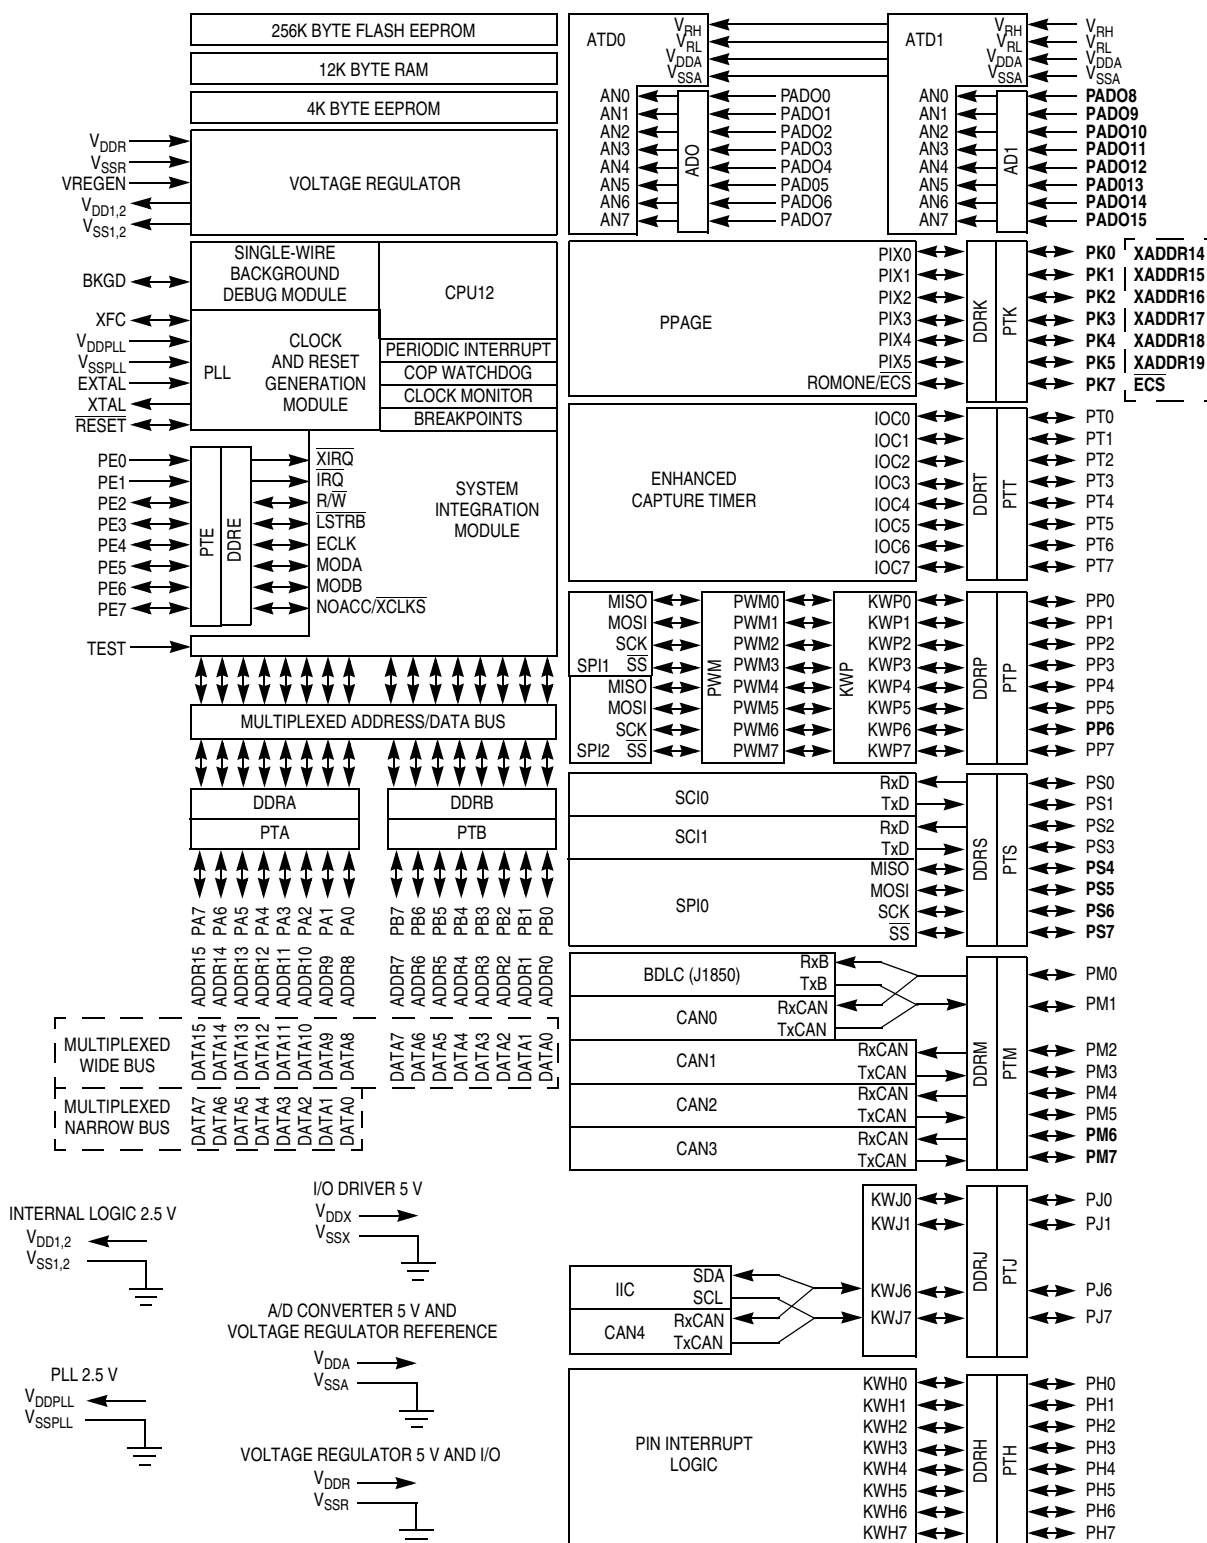 256K BYTE FLASH EEPROM
12K BYTE RAM
4K BYTE EEPROM
VDDR
VSSR
VREGEN
VDD1,2
VSS1,2
VOLTAGE REGULATOR
SINGLE-WIRE
BACKGROUND
DEBUG MODULE
CPU12
BKGD
XFC
VDDPLL
VSSPLL
EXTAL
XTAL
RESET
PLL
CLOCK
AND RESET
GENERATION
MODULE
PERIODIC INTERRUPT
COP WATCHDOG
CLOCK MONITOR
BREAKPOINTS
PE0
PE1
PE2
PE3
PE4
PE5
PE6
PE7
TEST
PTE
DDRE
XIRQ
IRQ
R/W
LSTRB
ECLK
MODA
MODB
NOACC/XCLKS
SYSTEM
INTEGRATION
MODULE
MULTIPLEXED ADDRESS/DATA BUS
DDRA
DDRB
PTA
PTB
PA7 PA6 PA5 PA4 PA3 PA2 PA1 PA0
PB7 PB6 PB5 PB4 PB3 PB2 PB1 PB0
ADDR15 ADDR14 ADDR13 ADDR12 ADDR11 ADDR10 ADDR9 ADDR8
ADDR7 ADDR6 ADDR5 ADDR4 ADDR3 ADDR2 ADDR1 ADDR0
MULTIPLEXED
WIDE BUS
DATA15 DATA14 DATA13 DATA12 DATA11 DATA10 DATA9 DATA8
DATA7 DATA6 DATA5 DATA4 DATA3 DATA2 DATA1 DATA0
MULTIPLEXED
NARROW BUS
DATA7 DATA6 DATA5 DATA4 DATA3 DATA2 DATA1 DATA0
INTERNAL LOGIC 2.5 V
VDD1,2
VSS1,2
PLL 2.5 V
VDDPLL
VSSPLL
I/O DRIVER 5 V
VDDX
VSSX
A/D CONVERTER 5 V AND
VOLTAGE REGULATOR REFERENCE
VDDA
VSSA
VOLTAGE REGULATOR 5 V AND I/O
VDDR
VSSR
ATD0
VRH
VRL
VDDA
VSSA
AN0
AN1
AN2
AN3
AN4
AN5
AN6
AN7
ADO
PADO0
PADO1
PADO2
PADO3
PADO4
PAD05
PADO6
PADO7
ATD1
VRH
VRL
VDDA
VSSA
AN0
AN1
AN2
AN3
AN4
AN5
AN6
AN7
AD1
VRH
VRL
VDDA
VSSA
PADO8
PADO9
PADO10
PADO11
PADO12
PAD013
PADO14
PADO15
PPAGE
PIX0
PIX1
PIX2
PIX3
PIX4
PIX5
ROMONE/ECS
DDRK
PTK
PK0 XADDR14
PK1 XADDR15
PK2 XADDR16
PK3 XADDR17
PK4 XADDR18
PK5 XADDR19
PK7 ECS
ENHANCED
CAPTURE TIMER
IOC0
IOC1
IOC2
IOC3
IOC4
IOC5
IOC6
IOC7
DDRT
PTT
PT0
PT1
PT2
PT3
PT4
PT5
PT6
PT7
MISO
MOSI
SCK
SPI1 SS
MISO
MOSI
SCK
SPI2 SS
PWM
PWM0
PWM1
PWM2
PWM3
PWM4
PWM5
PWM6
PWM7
KWP
KWP0
KWP1
KWP2
KWP3
KWP4
KWP5
KWP6
KWP7
DDRP
PTP
PP0
PP1
PP2
PP3
PP4
PP5
PP6
PP7
SCI0
RxD
TxD
SCI1
RxD
TxD
SPI0
MISO
MOSI
SCK
SS
DDRS
PTS
PS0
PS1
PS2
PS3
PS4
PS5
PS6
PS7
BDLC (J1850)
RxB
TxB
CAN0
RxCAN
TxCAN
CAN1
RxCAN
TxCAN
CAN2
RxCAN
TxCAN
CAN3
RxCAN
TxCAN
DDRM
PTM
PM0
PM1
PM2
PM3
PM4
PM5
PM6
PM7
IIC
SDA
SCL
CAN4
RxCAN
TxCAN
KWJ0
KWJ1
KWJ6
KWJ7
DDRJ
PTJ
PJ0
PJ1
PJ6
PJ7
PIN INTERRUPT
LOGIC
KWH0
KWH1
KWH2
KWH3
KWH4
KWH5
KWH6
KWH7
DDRH
PTH
PH0
PH1
PH2
PH3
PH4
PH5
PH6
PH7